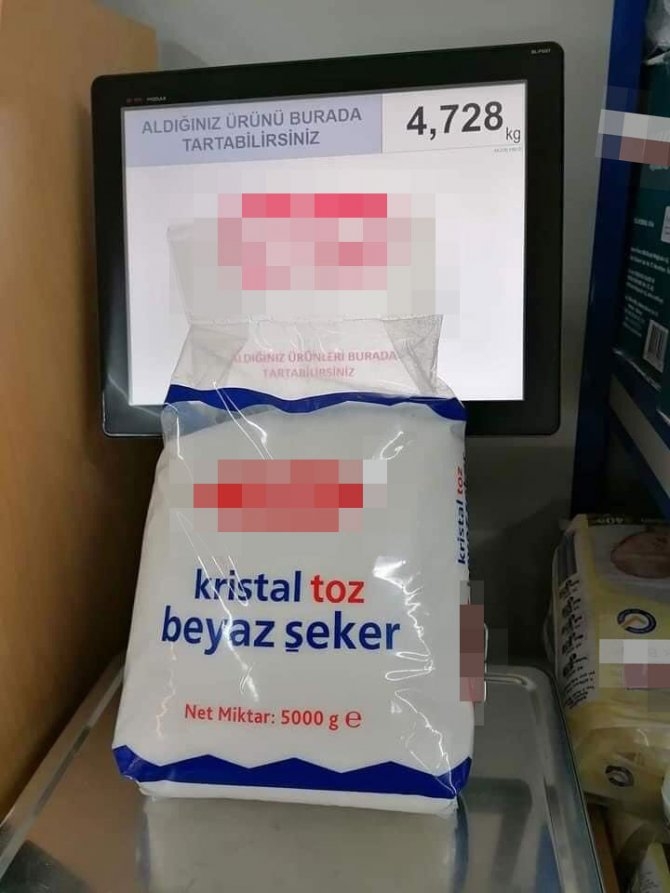 ALDIĞINIZ ÜRÜNÜ BURADA
TARTABİLİRSİNİZ
4,728 kg
ALDIĞINIZ ÜRÜNLERİ BURADA
TARTABİLİRSİNİZ
kristal toz
beyaz şeker
Net Miktar: 5000 g e
kristal toz